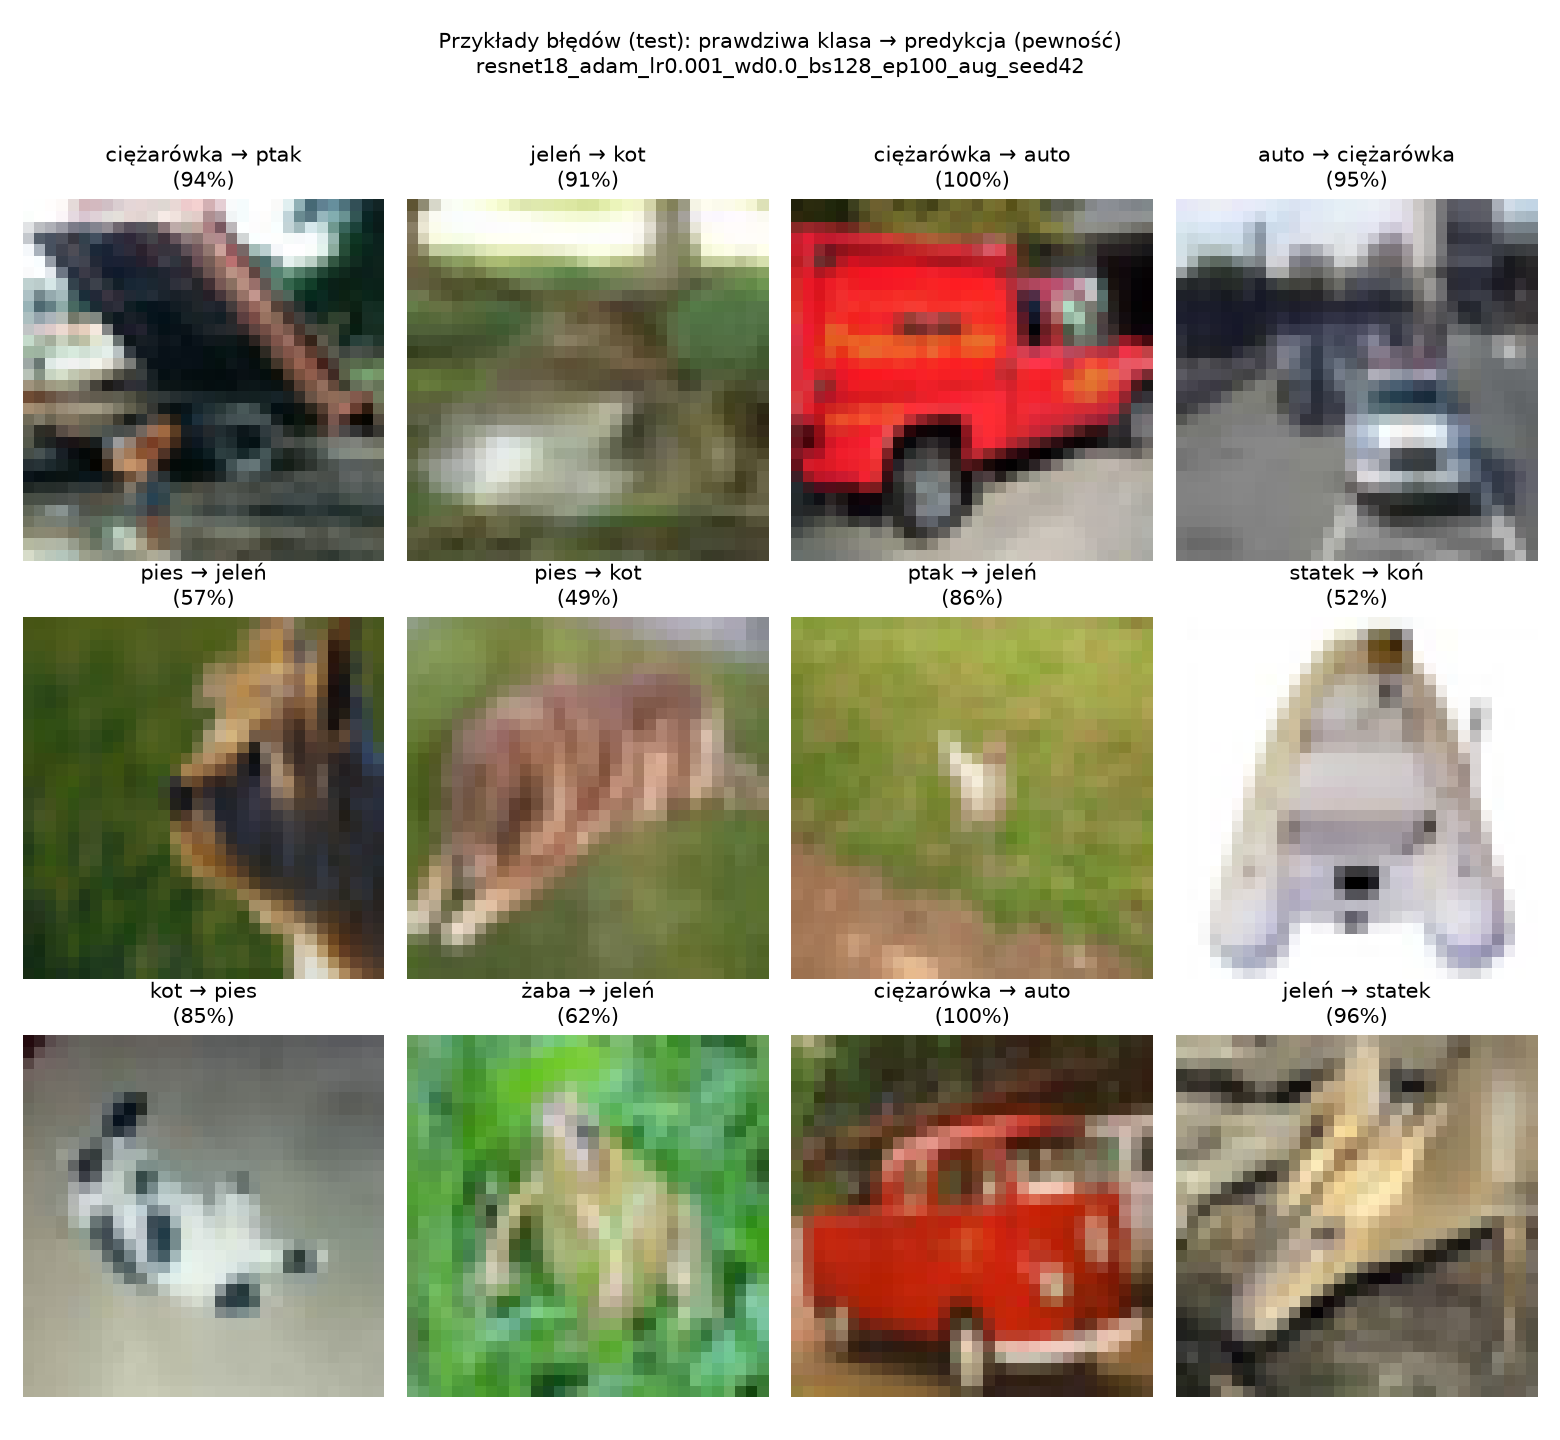 Przykłady błędów (test): prawdziwa klasa → predykcja (pewność)
resnet18_adam_lr0.001_wd0.0_bs128_ep100_aug_seed42
ciężarówka → ptak
(94%)
jeleń → kot
(91%)
ciężarówka → auto
(100%)
auto → ciężarówka
(95%)
pies → jeleń
(57%)
pies → kot
(49%)
ptak → jeleń
(86%)
statek → koń
(52%)
kot → pies
(85%)
żaba → jeleń
(62%)
ciężarówka → auto
(100%)
jeleń → statek
(96%)